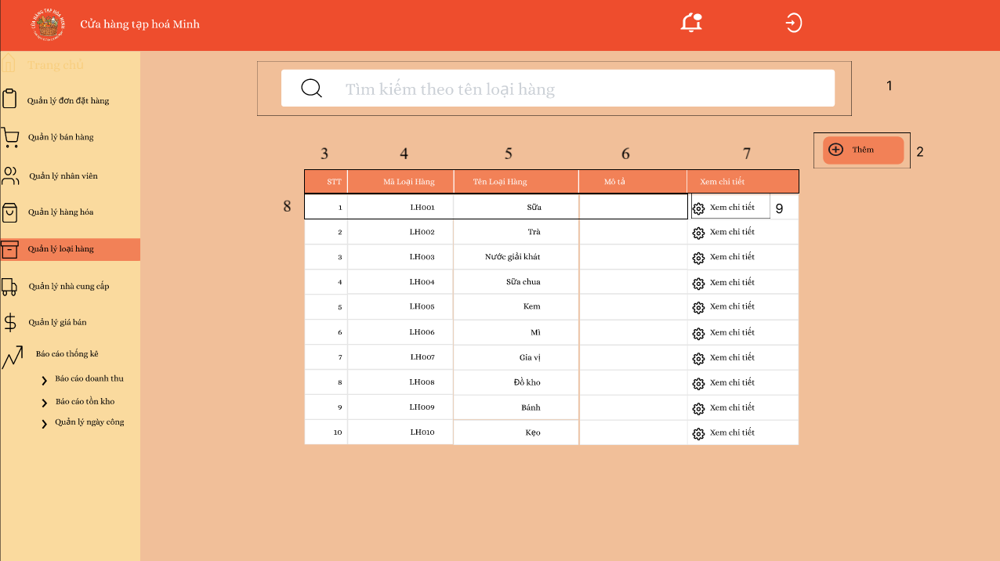 CỬA HÀNG TẠP HOÁ MINH
Cửa hàng tạp hoá Minh
Trang chủ
Quản lý đơn đặt hàng
Quản lý bán hàng
Quản lý nhân viên
Quản lý hàng hóa
Quản lý loại hàng
Quản lý nhà cung cấp
Quản lý giá bán
Báo cáo thống kê
Báo cáo doanh thu
Báo cáo tồn kho
Quản lý ngày công
Tìm kiếm theo tên loại hàng
1
Thêm
2
3 4 5 6 7
STT Mã Loại Hàng Tên Loại Hàng Mô tả Xem chi tiết
8 1 LH001 Sữa Xem chi tiết 9
2 LH002 Trà Xem chi tiết
3 LH003 Nước giải khát Xem chi tiết
4 LH004 Sữa chua Xem chi tiết
5 LH005 Kem Xem chi tiết
6 LH006 Mì Xem chi tiết
7 LH007 Gia vị Xem chi tiết
8 LH008 Đồ kho Xem chi tiết
9 LH009 Bánh Xem chi tiết
10 LH010 Kẹo Xem chi tiết